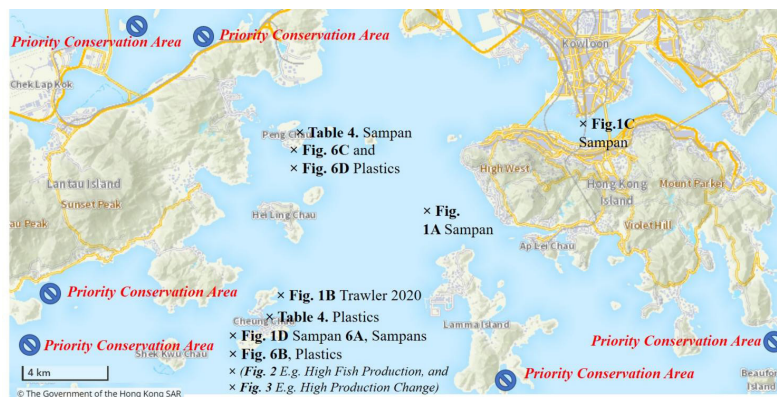 Priority Conservation Area
Priority Conservation Area
Kowloon
Chek Lap Kok
× Fig.1C
Sampan
Peng Chau
× Table 4. Sampan
× Fig. 6C and
× Fig. 6D Plastics
High West
Lantau Island
Sunset Peak
au Peak
Hong Kong
Island
Mount Parker
Hei Ling Chau
× Fig.
1A Sampan
Violet Hill
Ap Lei Chau
Priority Conservation Area
× Fig. 1B Trawler 2020
× Table 4. Plastics
Cheung Chau
Lamma Island
× Fig. 1D Sampan 6A, Sampans
Priority Conservation Area
Priority Conservation Area
Shek Kwu Chau
× Fig. 6B, Plastics
× (Fig. 2 E.g. High Fish Production, and
× Fig. 3 E.g. High Production Change)
Priority Conservation Area
4 km
Beaufor
Island
© The Government of the Hong Kong SAR